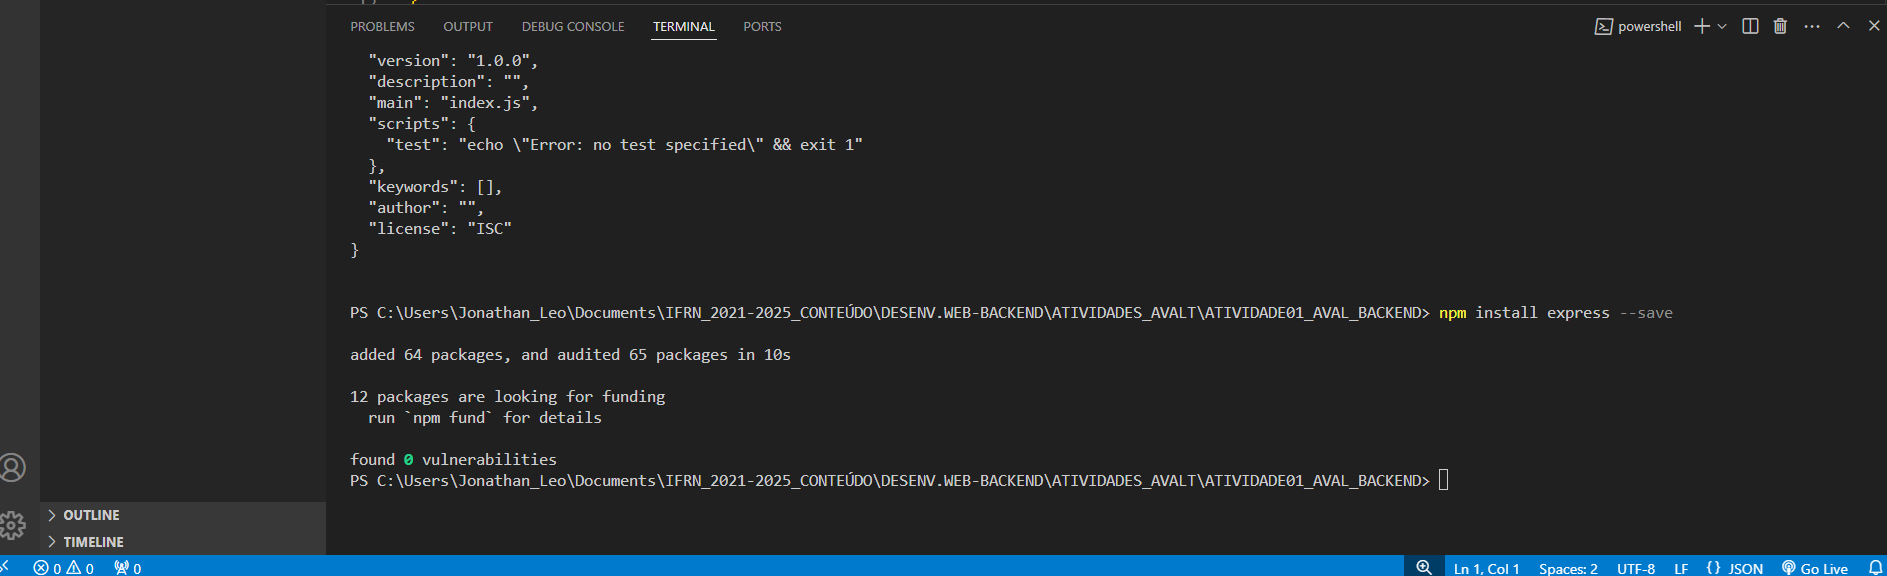 PROBLEMS OUTPUT DEBUG CONSOLE TERMINAL PORTS powershell
"version": "1.0.0",
"description": "",
"main": "index.js",
"scripts": {
"test": "echo \"Error: no test specified\" && exit 1"
},
"keywords": [],
"author": "",
"license": "ISC"
}
PS C:\Users\Jonathan_Leo\Documents\IFRN_2021-2025_CONTEÚDO\DESENV.WEB-BACKEND\ATIVIDADES_AVALT\ATIVIDADE01_AVAL_BACKEND> npm install express --save
added 64 packages, and audited 65 packages in 10s
12 packages are looking for funding
run `npm fund` for details
found 0 vulnerabilities
PS C:\Users\Jonathan_Leo\Documents\IFRN_2021-2025_CONTEÚDO\DESENV.WEB-BACKEND\ATIVIDADES_AVALT\ATIVIDADE01_AVAL_BACKEND>
OUTLINE
TIMELINE
0 0 0 Ln 1, Col 1 Spaces: 2 UTF-8 LF {} JSON Go Live